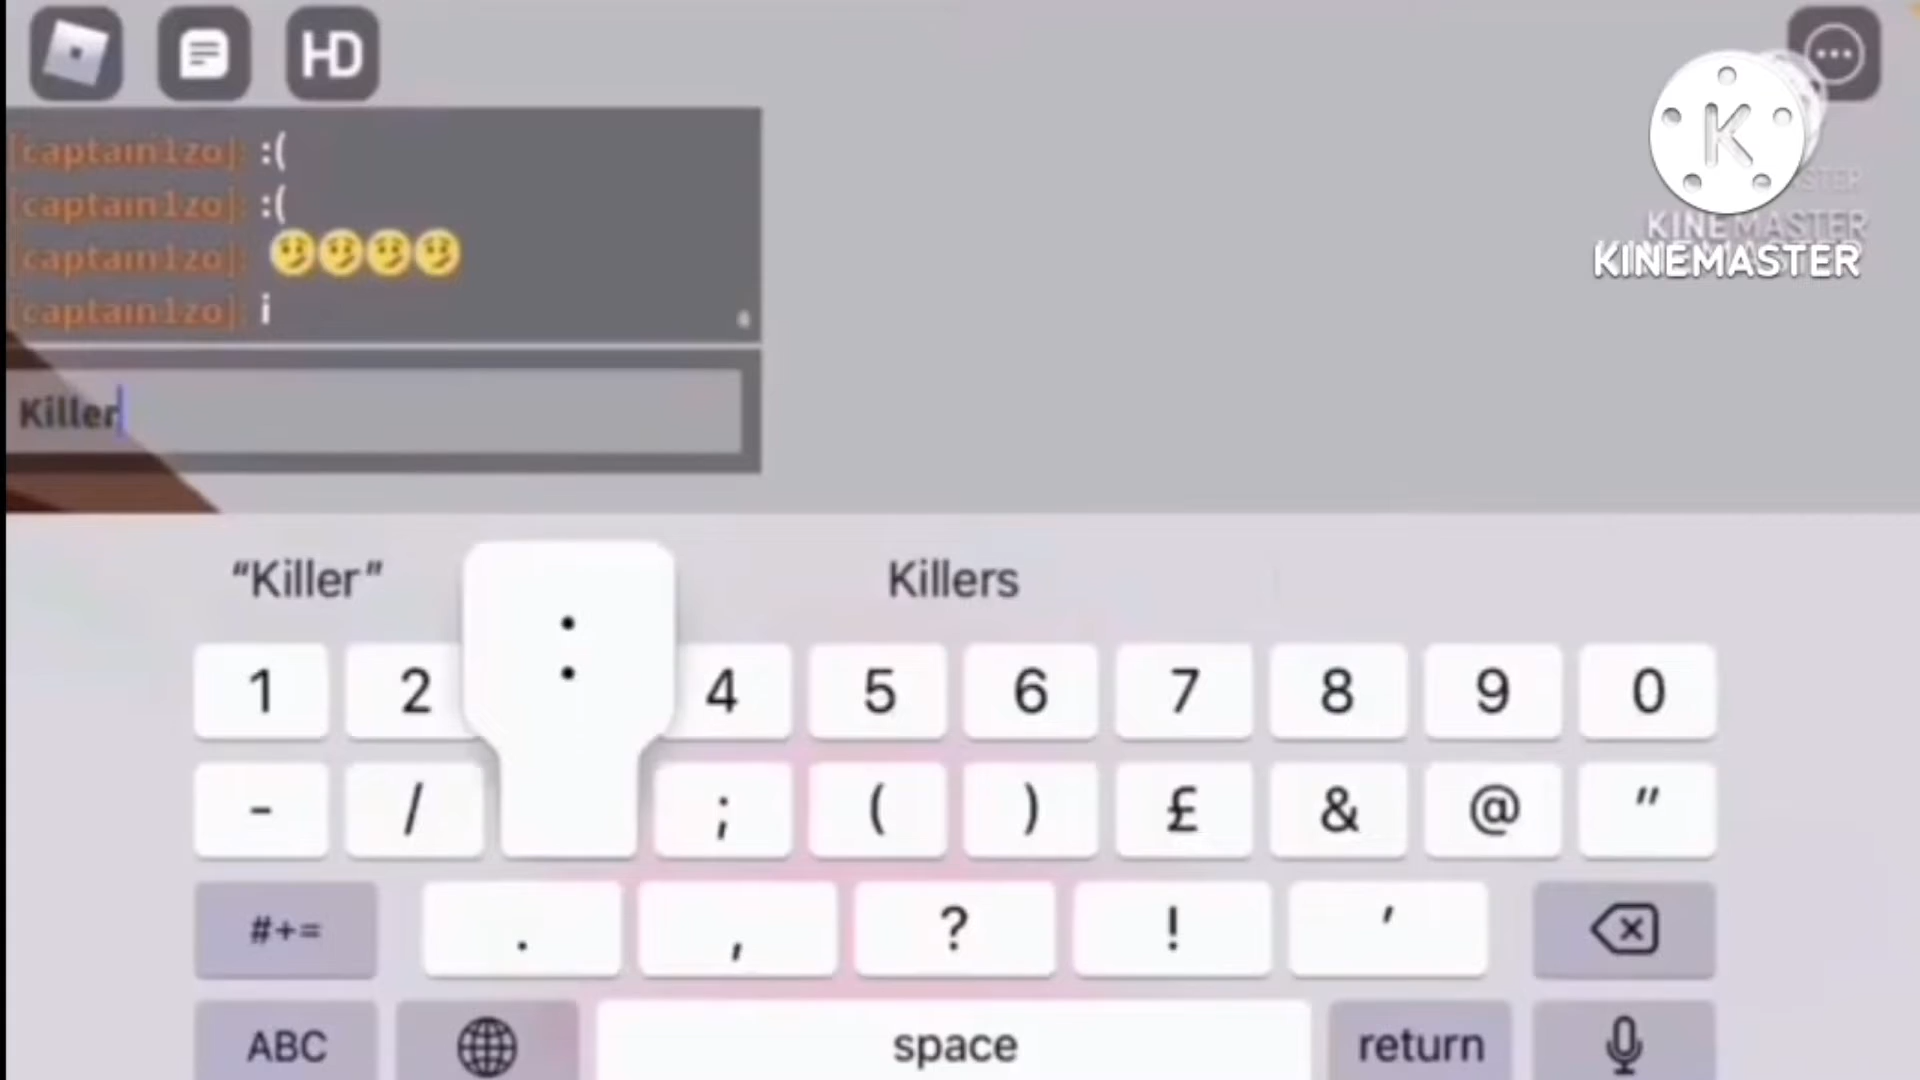 HD
[captain1zo]: :(
[captain1zo]: :(
[captain1zo]: 🤔🤔🤔🤔
[captain1zo]: i
Killer
K
KINEMASTER
KINEMASTER
“Killer” Killers
:
1 2 4 5 6 7 8 9 0
- / ; ( ) £ & @ "
#+= . , ? ! '
ABC space return